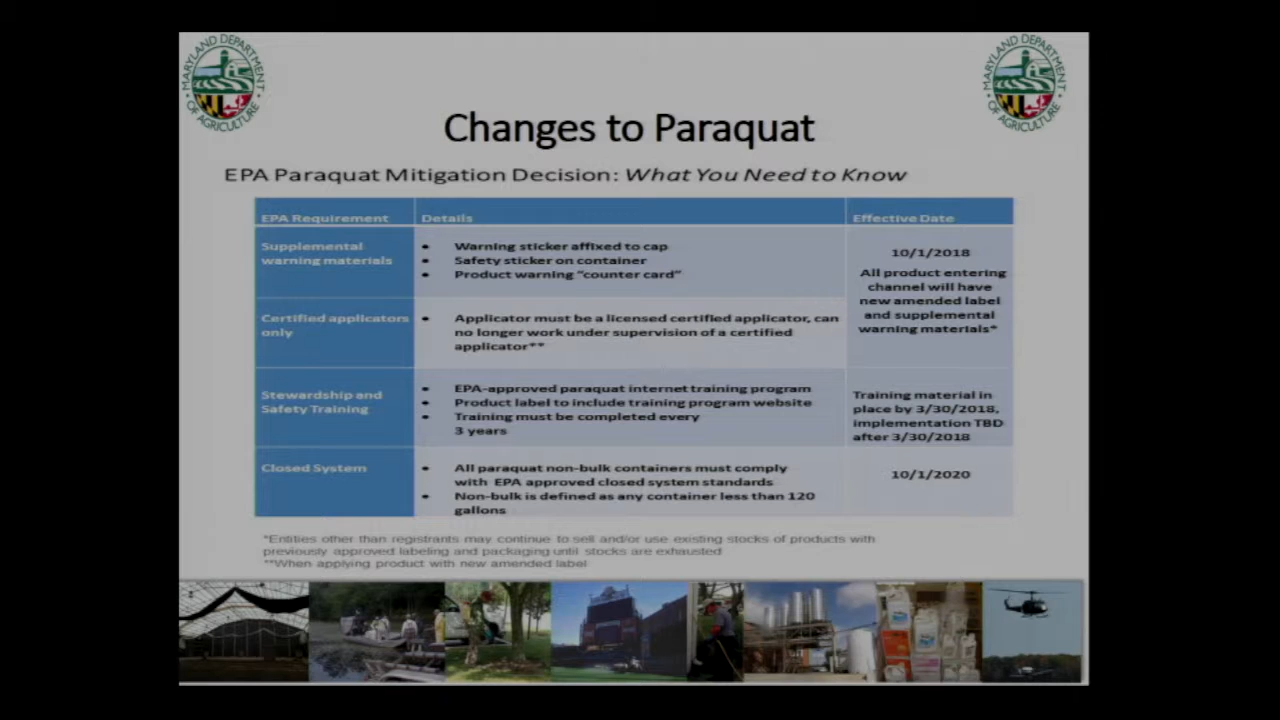 MARYLAND DEPARTMENT OF AGRICULTURE
MARYLAND DEPARTMENT OF AGRICULTURE
Changes to Paraquat
EPA Paraquat Mitigation Decision: What You Need to Know
EPA Requirement
Details
Effective Date
Supplemental
warning materials
• Warning sticker affixed to cap
• Safety sticker on container
• Product warning “counter card”
10/1/2018
All product entering
channel will have
new amended label
and supplemental
warning materials*
Certified applicators
only
• Applicator must be a licensed certified applicator, can
no longer work under supervision of a certified
applicator**
Stewardship and
Safety Training
• EPA-approved paraquat internet training program
• Product label to include training program website
• Training must be completed every
3 years
Training material in
place by 3/30/2018,
implementation TBD
after 3/30/2018
Closed System
• All paraquat non-bulk containers must comply
with EPA approved closed system standards
• Non-bulk is defined as any container less than 120
gallons
10/1/2020
*Entities other than registrants may continue to sell and/or use existing stocks of products with
previously approved labeling and packaging until stocks are exhausted
**When applying product with new amended label